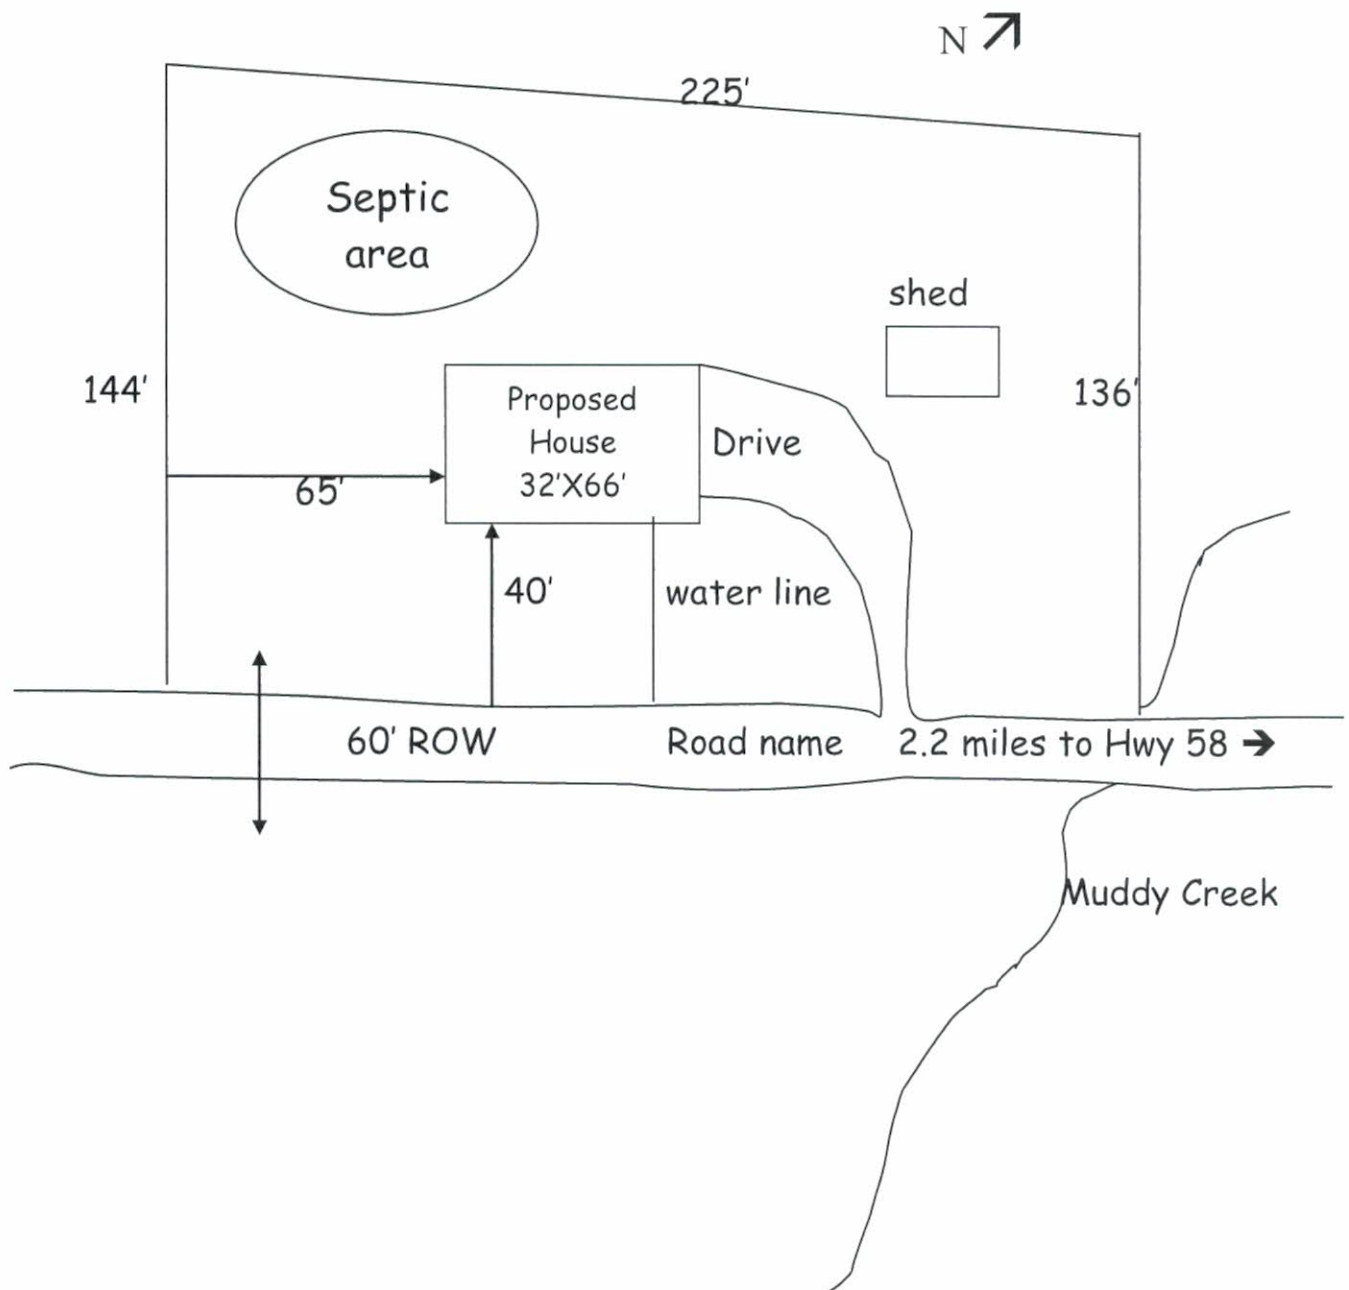 N
225'
Septic
area
shed
144'
136'
Proposed
House
32'X66'
Drive
65'
40'
water line
60' ROW
Road name
2.2 miles to Hwy 58 →
Muddy Creek